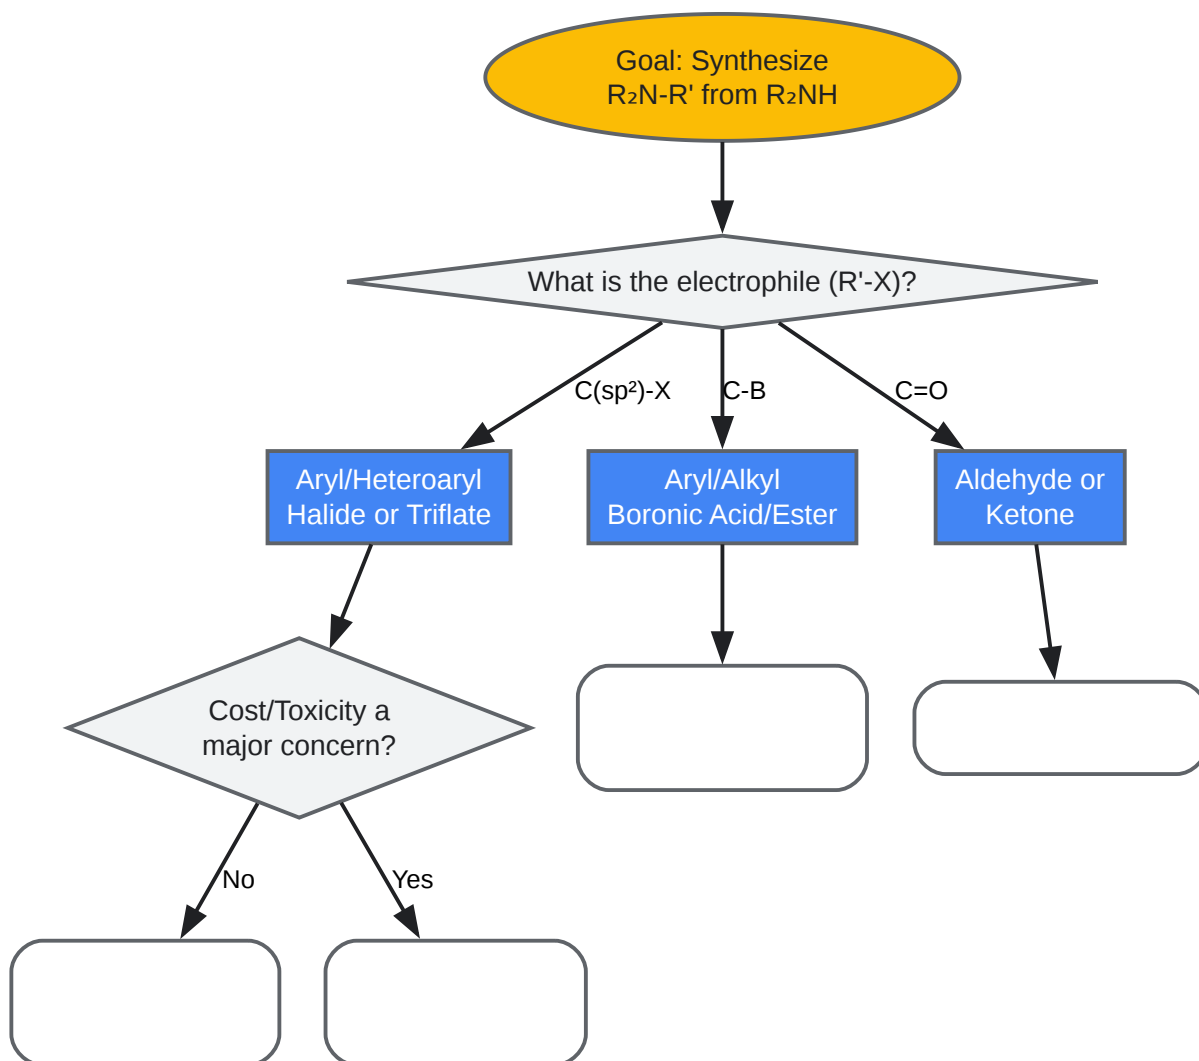 Goal: Synthesize
R₂N-R' from R₂NH
What is the electrophile (R'-X)?
C(sp²)-X
C-B
C=O
Aryl/Heteroaryl
Halide or Triflate
Aryl/Alkyl
Boronic Acid/Ester
Aldehyde or
Ketone
Cost/Toxicity a
major concern?
No
Yes